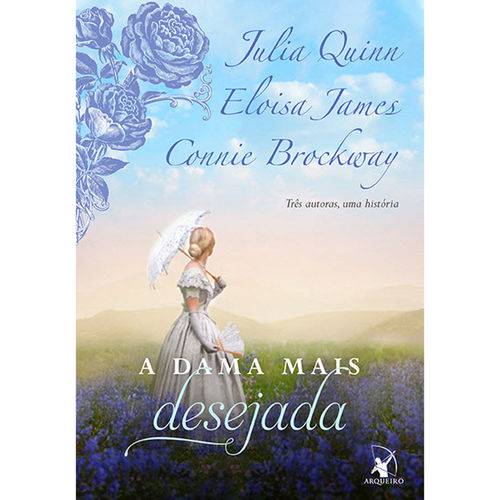 Julia Quinn
Eloisa James
Connie Brockway
Três autoras, uma história
A DAMA MAIS
desejada
ARQUEIRO